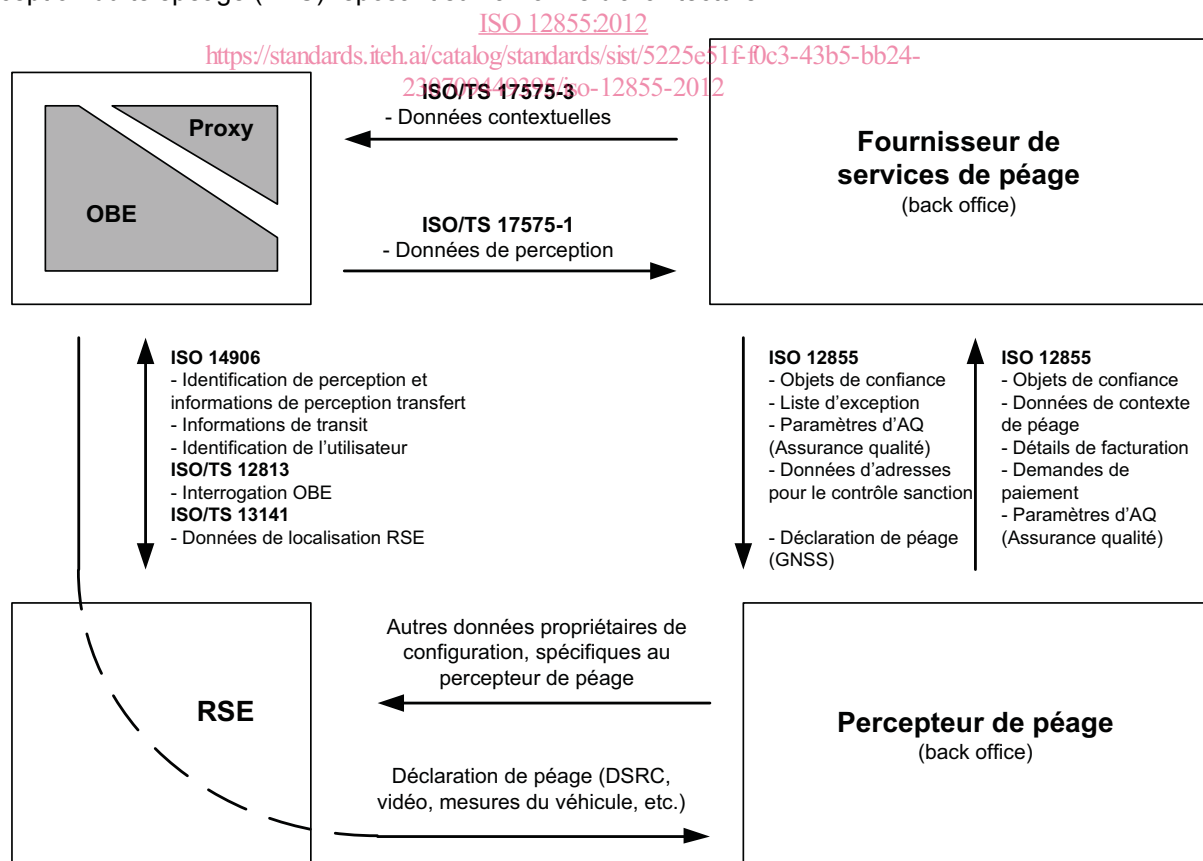 ISO 12855:2012
https://standards.iteh.ai/catalog/standards/sist/5225e51f-f0c3-43b5-bb24-
ISO/TS 17575-3
- Données contextuelles
Proxy
OBE
Fournisseur de
services de péage
(back office)
ISO/TS 17575-1
- Données de perception
ISO 14906
- Identification de perception et
informations de perception transfert
- Informations de transit
- Identification de l'utilisateur
ISO/TS 12813
- Interrogation OBE
ISO/TS 13141
- Données de localisation RSE
ISO 12855
- Objets de confiance
- Liste d'exception
- Paramètres d'AQ
(Assurance qualité)
- Données d'adresses
pour le contrôle sanction
- Déclaration de péage
(GNSS)
ISO 12855
- Objets de confiance
- Données de contexte
de péage
- Détails de facturation
- Demandes de
paiement
- Paramètres d'AQ
(Assurance qualité)
RSE
Autres données propriétaires de
configuration, spécifiques au
percepteur de péage
Déclaration de péage (DSRC,
vidéo, mesures du véhicule, etc.)
Percepteur de péage
(back office)